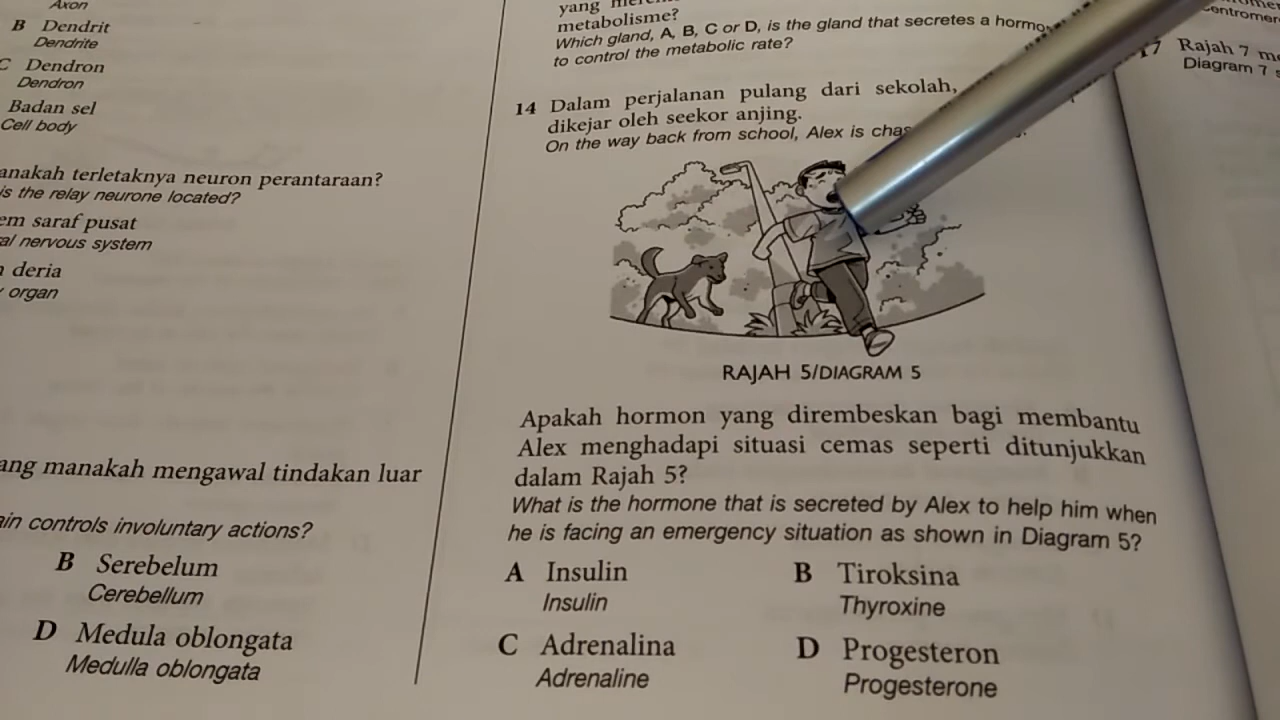 Axon
B Dendrit
Dendrite
C Dendron
Dendron
Badan sel
Cell body
anakah terletaknya neuron perantaraan?
is the relay neurone located?
em saraf pusat
al nervous system
deria
organ
ang manakah mengawal tindakan luar
ain controls involuntary actions?
B Serebelum
Cerebellum
D Medula oblongata
Medulla oblongata
yang
metabolisme?
Which gland, A, B, C or D, is the gland that secretes a hormo
to control the metabolic rate?
14 Dalam perjalanan pulang dari sekolah,
dikejar oleh seekor anjing.
On the way back from school, Alex is chas
RAJAH 5/DIAGRAM 5
Apakah hormon yang dirembeskan bagi membantu
Alex menghadapi situasi cemas seperti ditunjukkan
dalam Rajah 5?
What is the hormone that is secreted by Alex to help him when
he is facing an emergency situation as shown in Diagram 5?
A Insulin
Insulin
B Tiroksina
Thyroxine
C Adrenalina
Adrenaline
D Progesteron
Progesterone
entromer
17 Rajah 7 m
Diagram 7 s